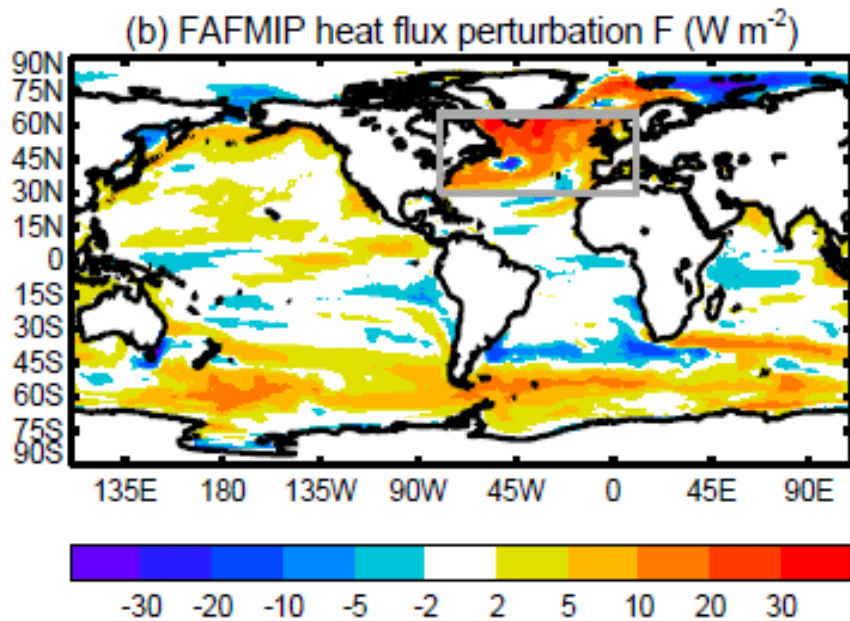 (b) FAFMIP heat flux perturbation F (W m⁻²)
90N
75N
60N
45N
30N
15N
0
15S
30S
45S
60S
75S
90S
135E 180 135W 90W 45W 0 45E 90E
-30 -20 -10 -5 -2 2 5 10 20 30